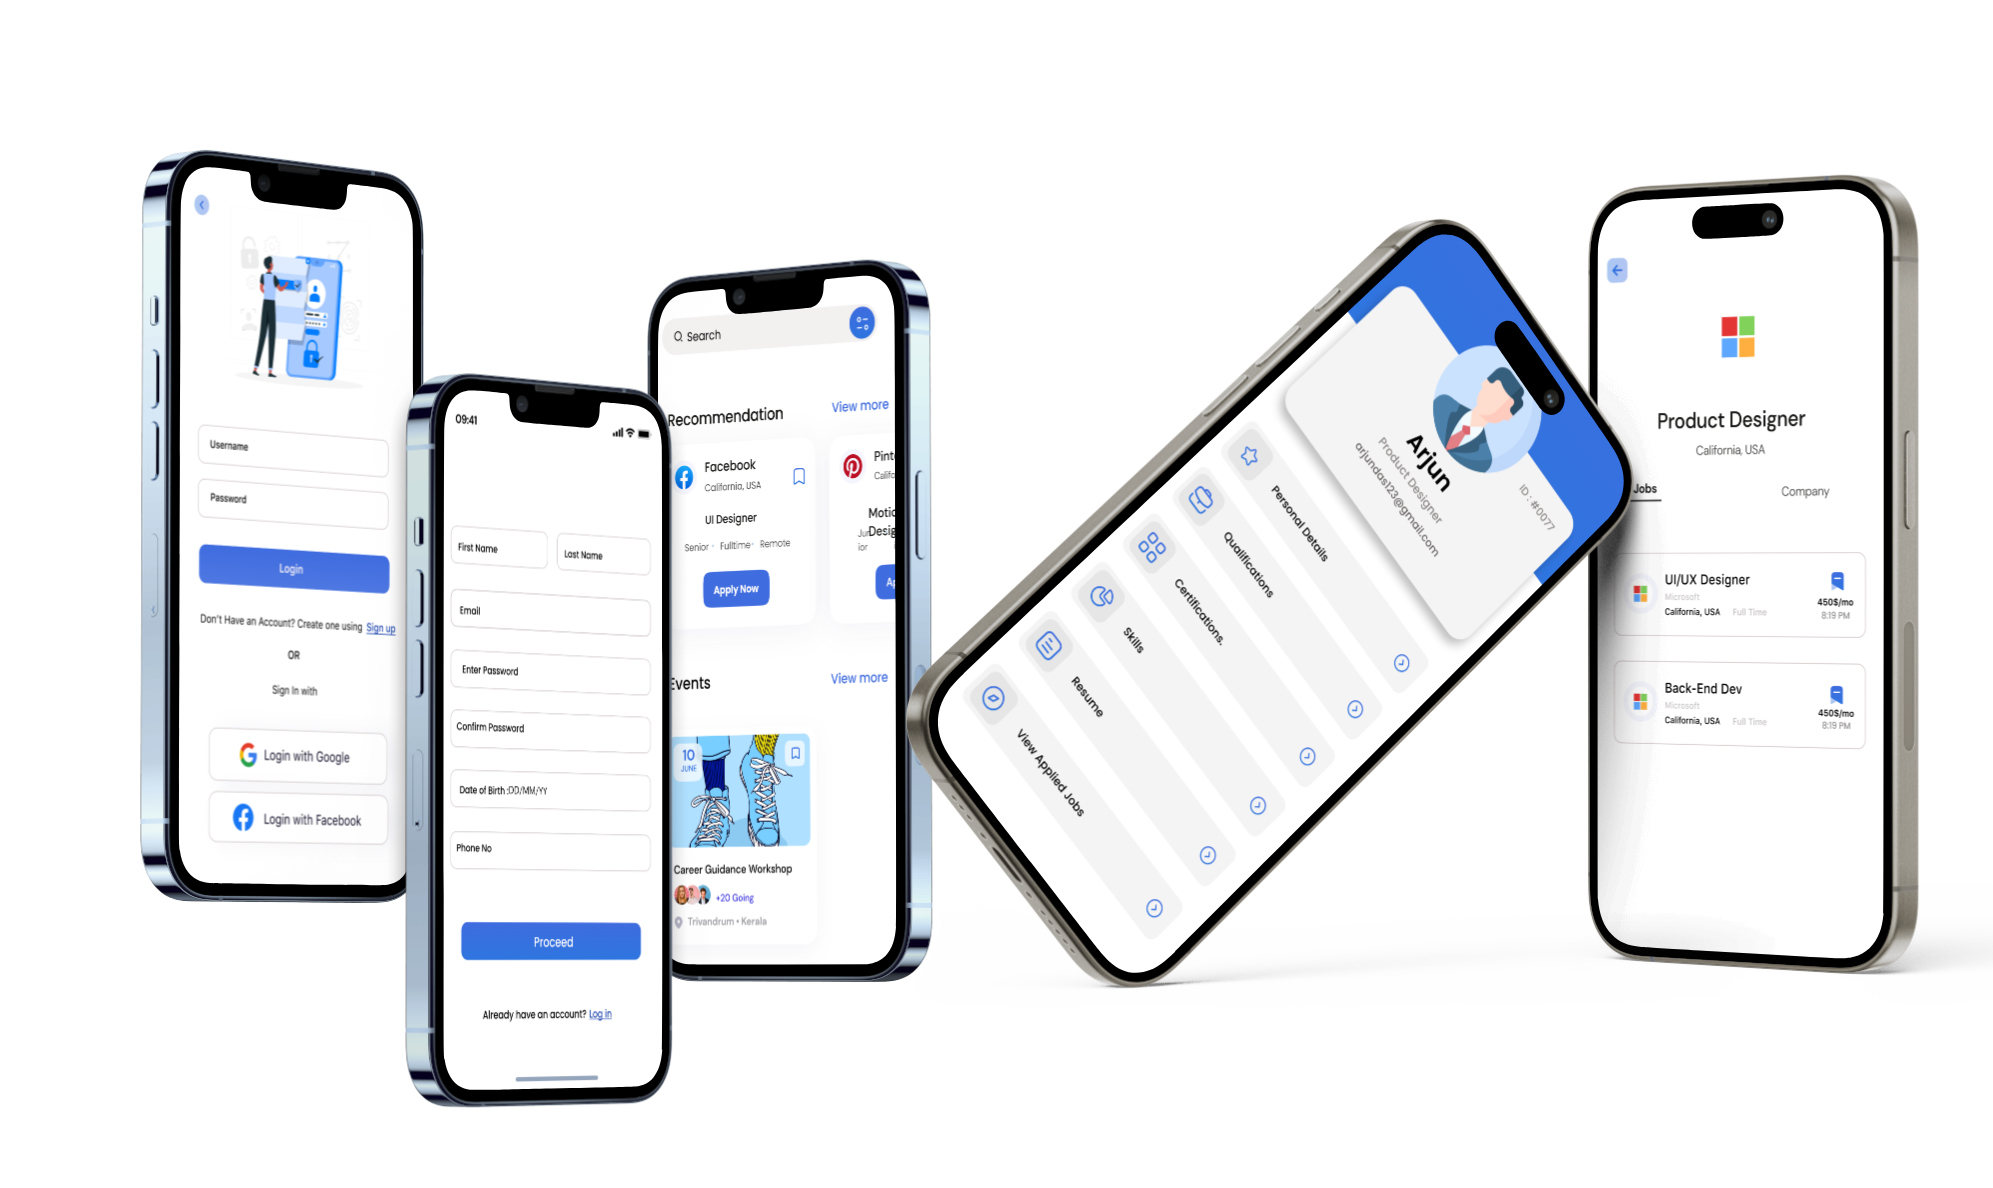 Username
Password
Login
Don't Have an Account? Create one using Sign up
OR
Sign In with
Login with Google
Login with Facebook
09:41
First Name
Last Name
Email
Enter Password
Confirm Password
Date of Birth :DD/MM/YY
Phone No
Proceed
Already have an account? Log in
Search
Recommendation
View more
Facebook
California, USA
UI Designer
Senior · Fulltime · Remote
Apply Now
Pint
Califo
Motic
Jun
Desig
ior
Ap
Events
View more
10
JUNE
Career Guidance Workshop
+20 Going
Trivandrum • Kerala
ID : #0077
Arjun
Product Designer
arjundas123@gmail.com
Personal Details
Qualifications
Certifications.
Skills
Resume
View Applied Jobs
Product Designer
California, USA
Jobs
Company
UI/UX Designer
Microsoft
California, USA Full Time
450$/mo
8:19 PM
Back-End Dev
Microsoft
California, USA Full Time
450$/mo
8:19 PM